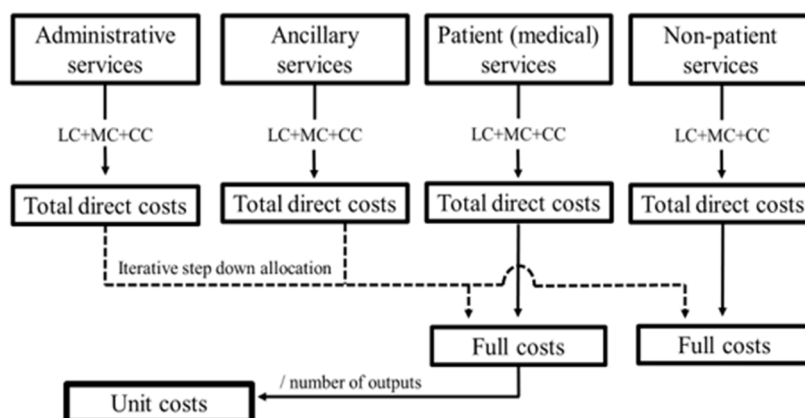 Administrative
services
Ancillary
services
Patient (medical)
services
Non-patient
services
LC+MC+CC
LC+MC+CC
LC+MC+CC
LC+MC+CC
Total direct costs
Total direct costs
Total direct costs
Total direct costs
Iterative step down allocation
Full costs
Full costs
/ number of outputs
Unit costs